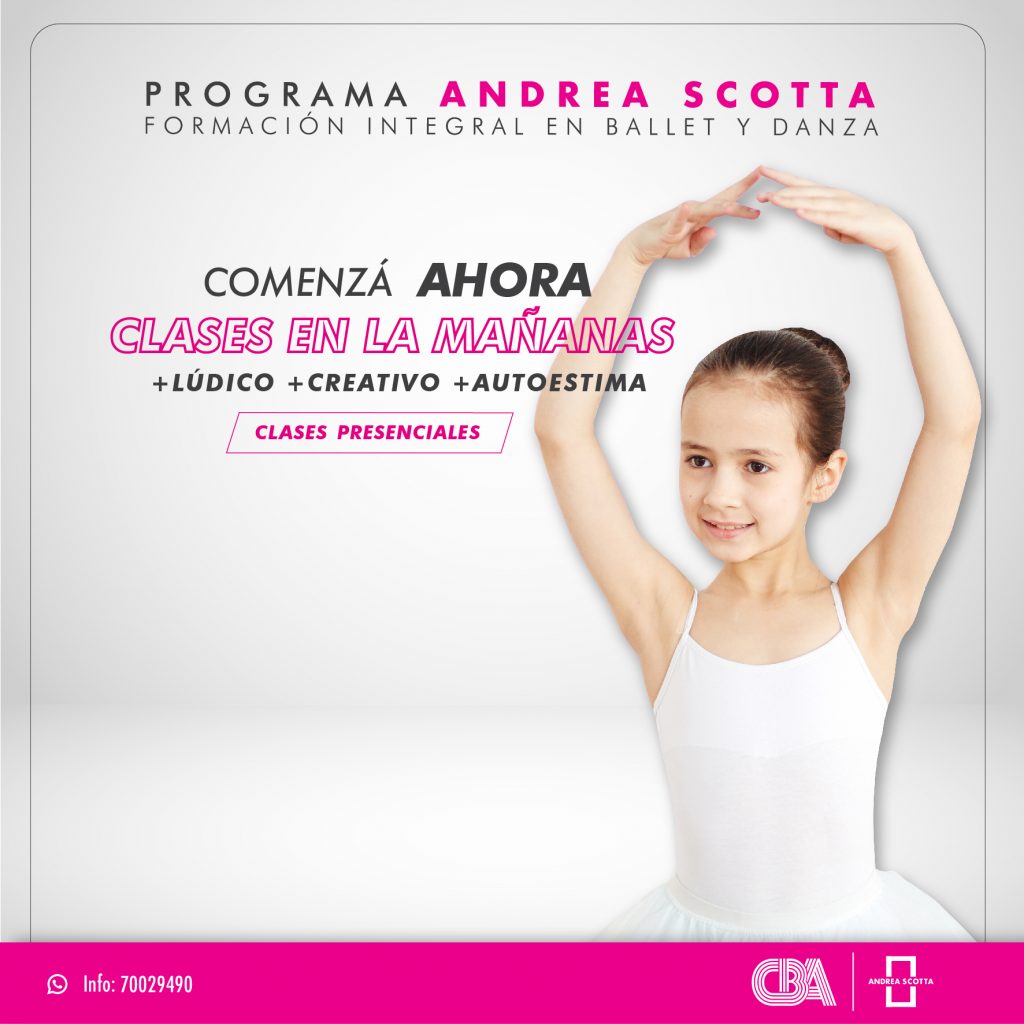 PROGRAMA ANDREA SCOTTA
FORMACIÓN INTEGRAL EN BALLET Y DANZA
COMENZÁ AHORA
CLASES EN LA MAÑANAS
+LÚDICO +CREATIVO +AUTOESTIMA
CLASES PRESENCIALES
Info: 70029490
CBA
ANDREA SCOTTA